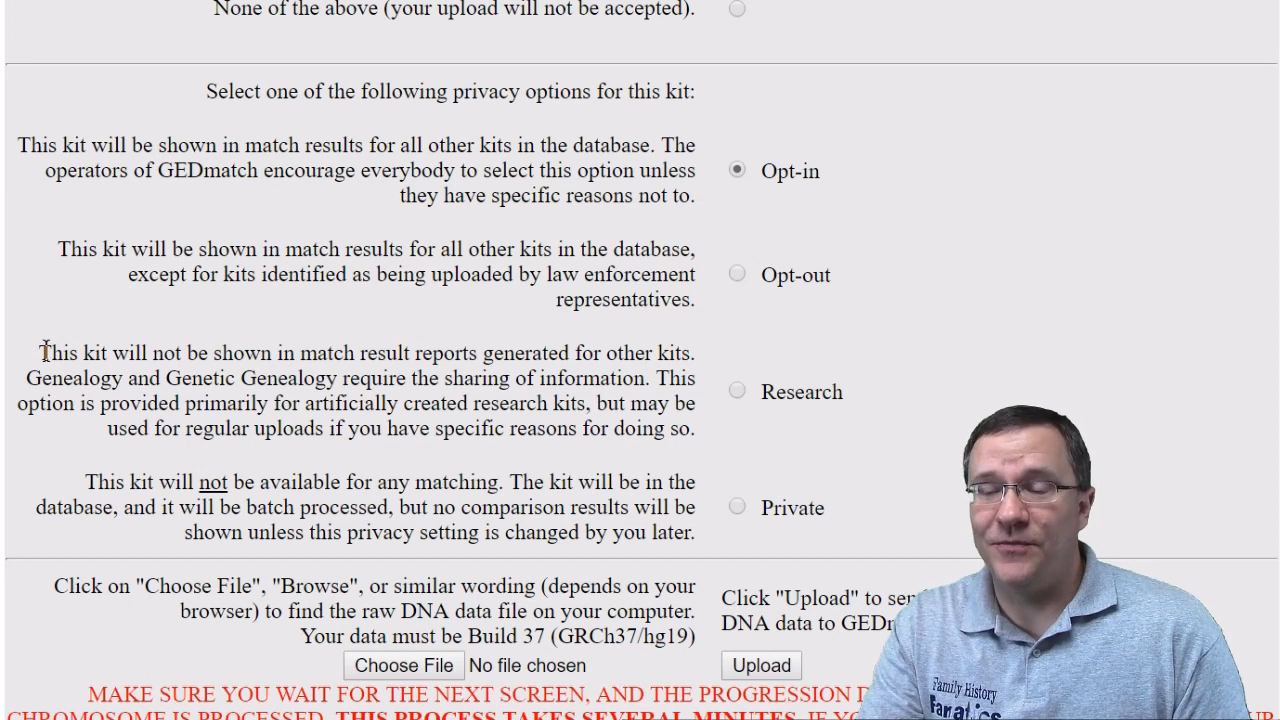 None of the above (your upload will not be accepted).
Select one of the following privacy options for this kit:
This kit will be shown in match results for all other kits in the database. The
operators of GEDmatch encourage everybody to select this option unless
they have specific reasons not to.
Opt-in
This kit will be shown in match results for all other kits in the database,
except for kits identified as being uploaded by law enforcement
representatives.
Opt-out
This kit will not be shown in match result reports generated for other kits.
Genealogy and Genetic Genealogy require the sharing of information. This
option is provided primarily for artificially created research kits, but may be
used for regular uploads if you have specific reasons for doing so.
Research
This kit will not be available for any matching. The kit will be in the
database, and it will be batch processed, but no comparison results will be
shown unless this privacy setting is changed by you later.
Private
Click on "Choose File", "Browse", or similar wording (depends on your
browser) to find the raw DNA data file on your computer.
Your data must be Build 37 (GRCh37/hg19)
Choose File No file chosen
Click "Upload" to
DNA data to
Upload
MAKE SURE YOU WAIT FOR THE NEXT SCREEN, AND THE PROGRESSION
CHROMOSOME IS PROCESSED. THIS PROCESS TAKES SEVERAL MINUTES. IF
Family History
Fanatics